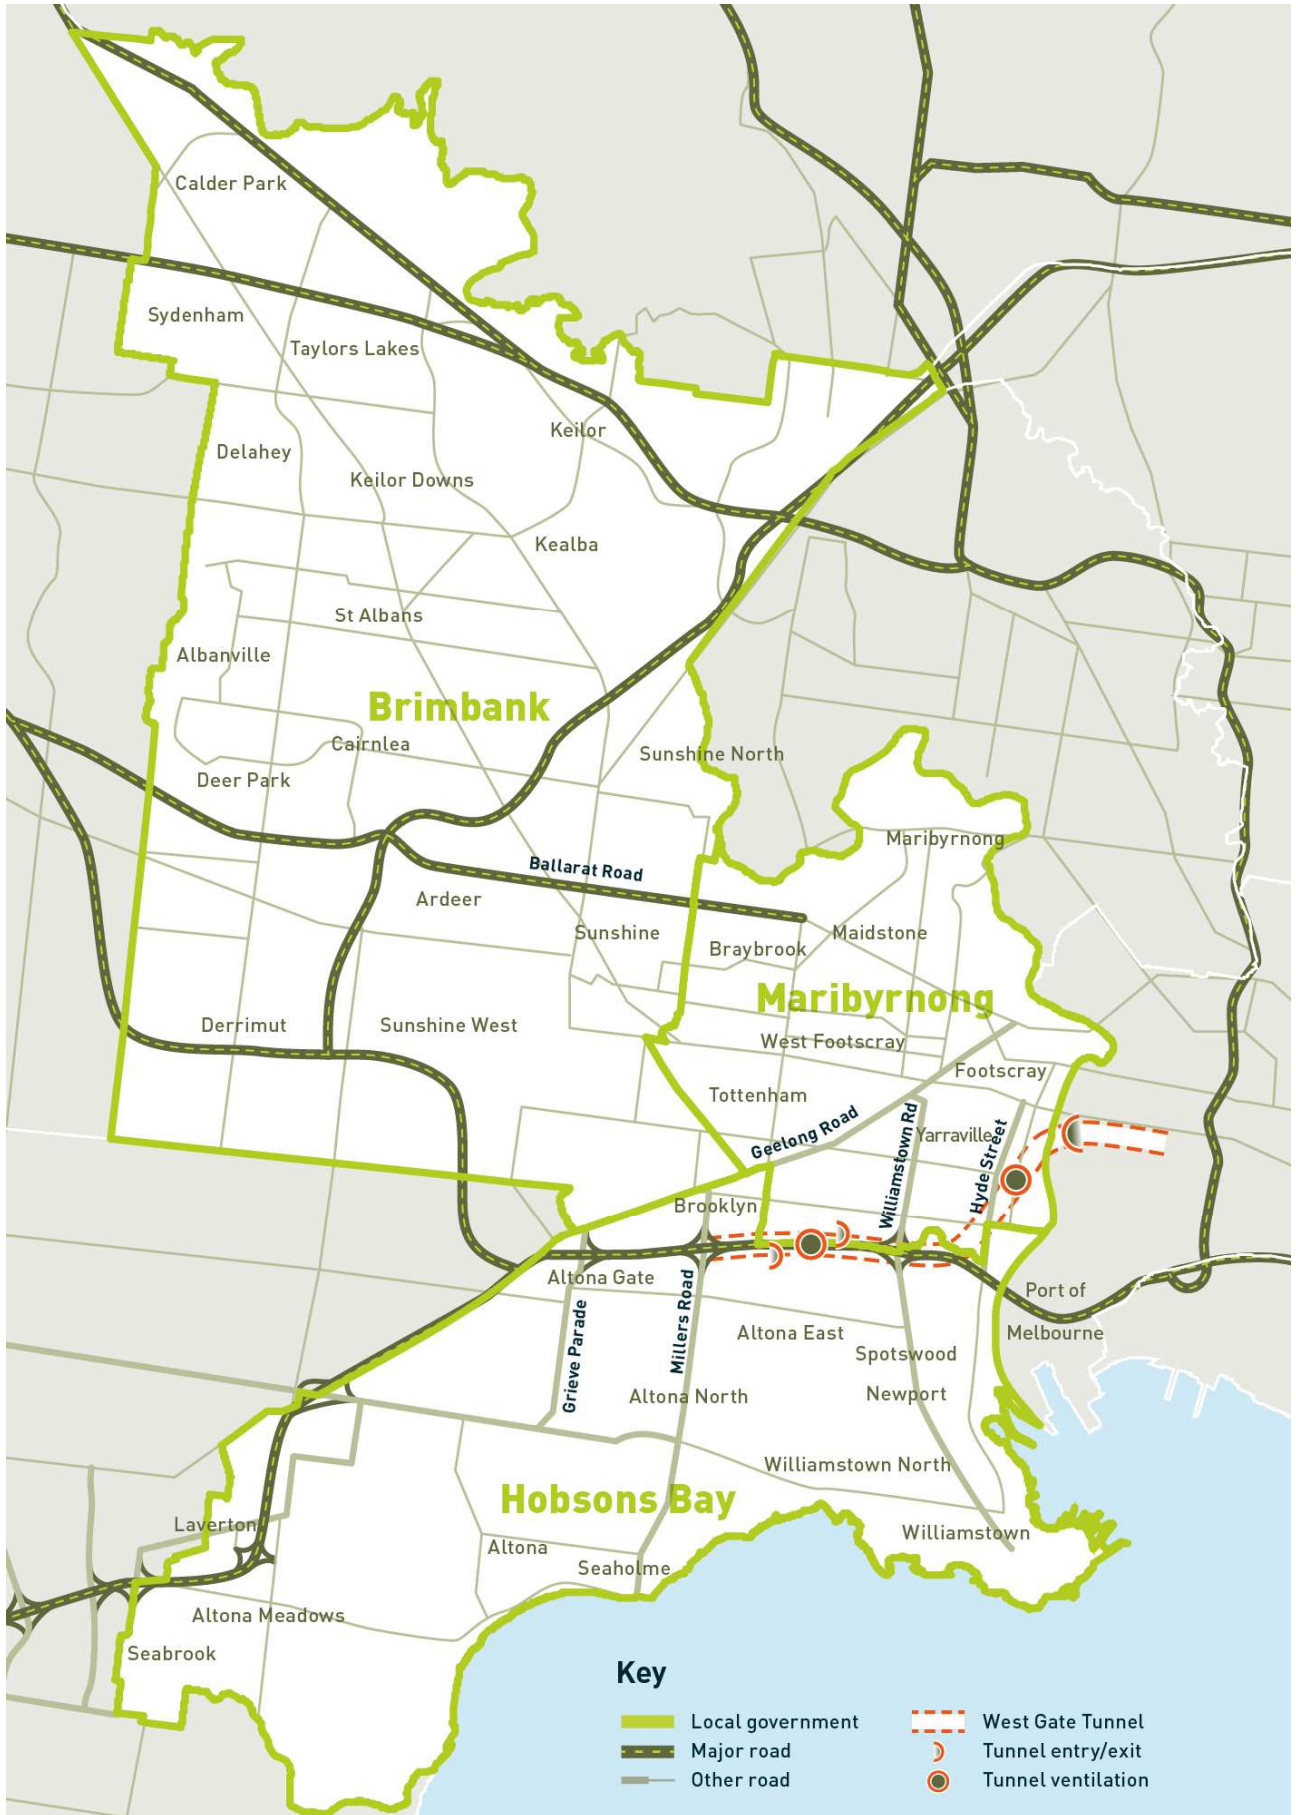 Calder Park
Sydenham
Taylors Lakes
Keilor
Delahey
Keilor Downs
Kealba
St Albans
Albanville
Brimbank
Cairnlea
Sunshine North
Deer Park
Maribyrnong
Ballarat Road
Ardeer
Sunshine
Maidstone
Braybrook
Maribyrnong
Derrimut
Sunshine West
West Footscray
Footscray
Tottenham
Geelong Road
Williamstown Rd
Yarraville
Hyde Street
Brooklyn
Altona Gate
Port of
Melbourne
Grieve Parade
Millers Road
Altona East
Spotswood
Altona North
Newport
Williamstown North
Hobsons Bay
Laverton
Williamstown
Altona
Seaholme
Altona Meadows
Seabrook
Key
Local government
Major road
Other road
West Gate Tunnel
Tunnel entry/exit
Tunnel ventilation